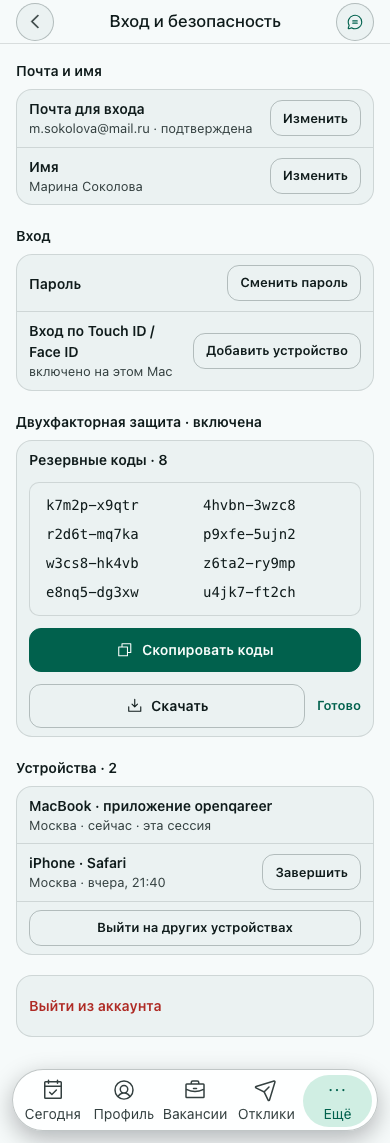 Вход и безопасность
Почта и имя
Почта для входа
m.sokolova@mail.ru · подтверждена
Изменить
Имя
Марина Соколова
Изменить
Вход
Пароль
Сменить пароль
Вход по Touch ID /
Face ID
включено на этом Mac
Добавить устройство
Двухфакторная защита · включена
Резервные коды · 8
k7m2p-x9qtr 4hvbn-3wzc8
r2d6t-mq7ka p9xfe-5ujn2
w3cs8-hk4vb z6ta2-ry9mp
e8nq5-dg3xw u4jk7-ft2ch
Скопировать коды
Скачать
Готово
Устройства · 2
MacBook · приложение openqareer
Москва · сейчас · эта сессия
iPhone · Safari
Москва · вчера, 21:40
Завершить
Выйти на других устройствах
Выйти из аккаунта
Сегодня Профиль Вакансии Отклики Ещё